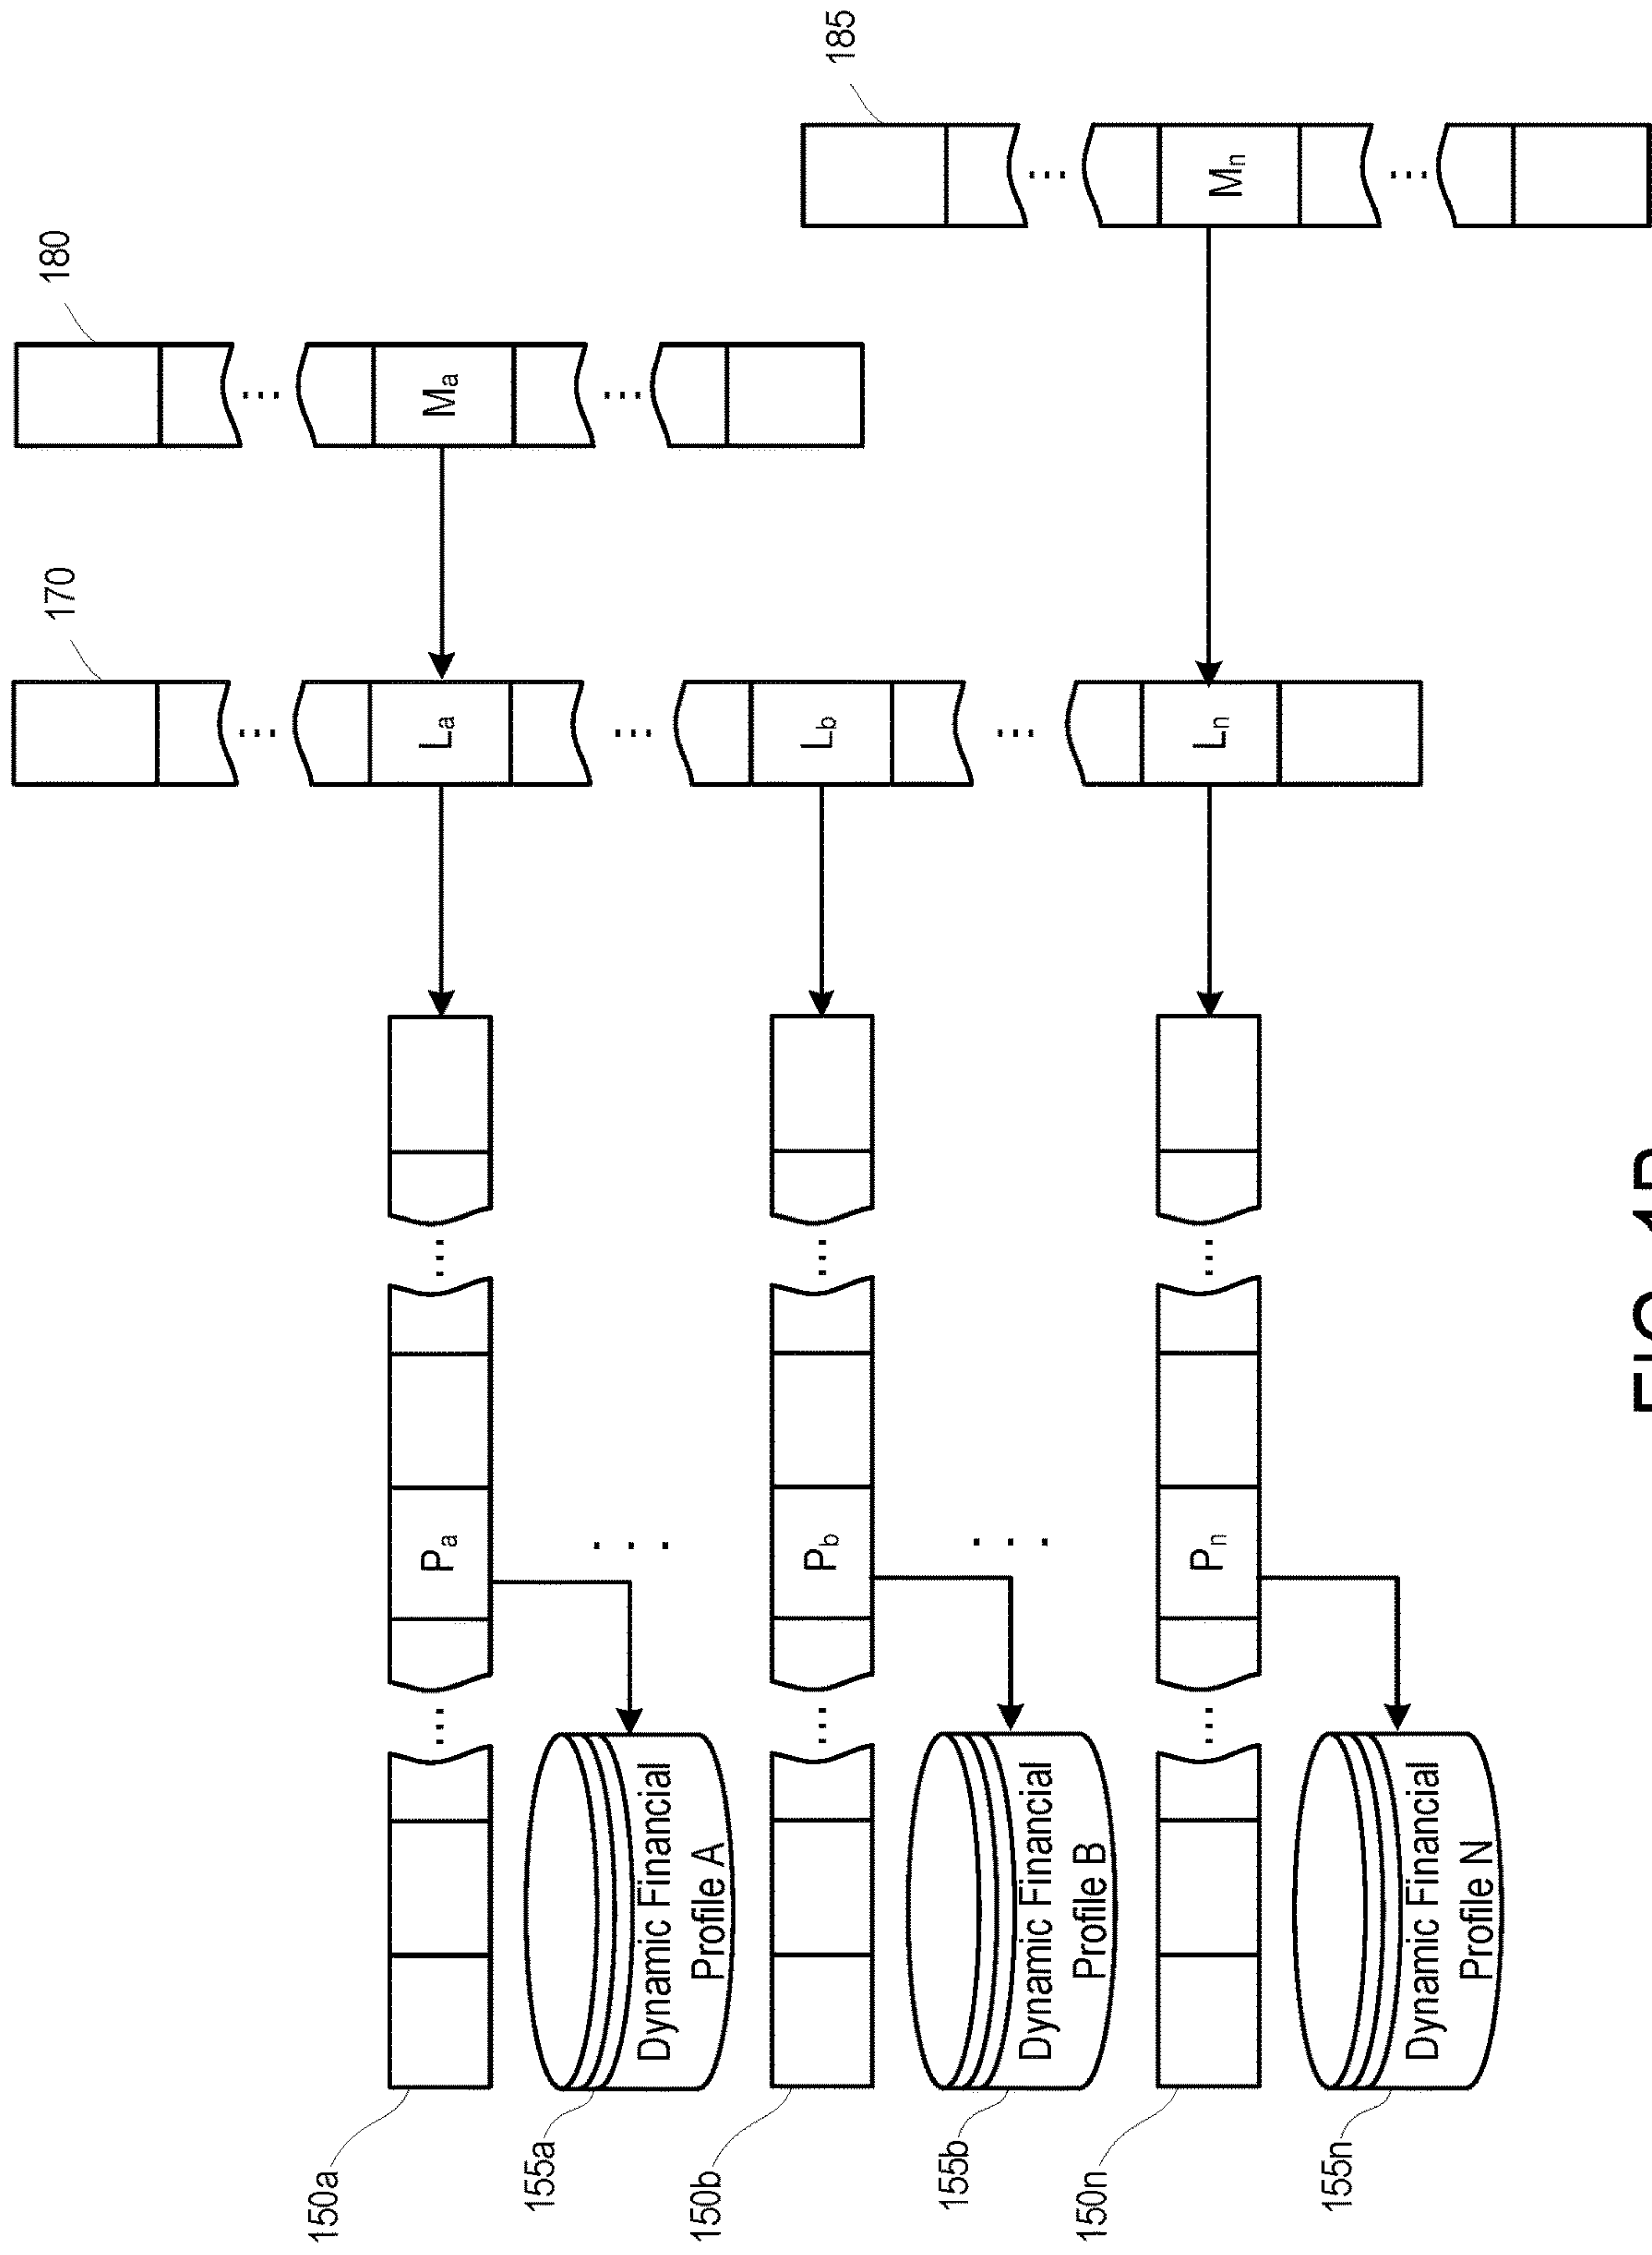 170
180
150a
Pa
La
Ma
155a
Dynamic Financial
Profile A
150b
Pb
Lb
185
155b
Dynamic Financial
Profile B
150n
Pn
Ln
Mn
155n
Dynamic Financial
Profile N